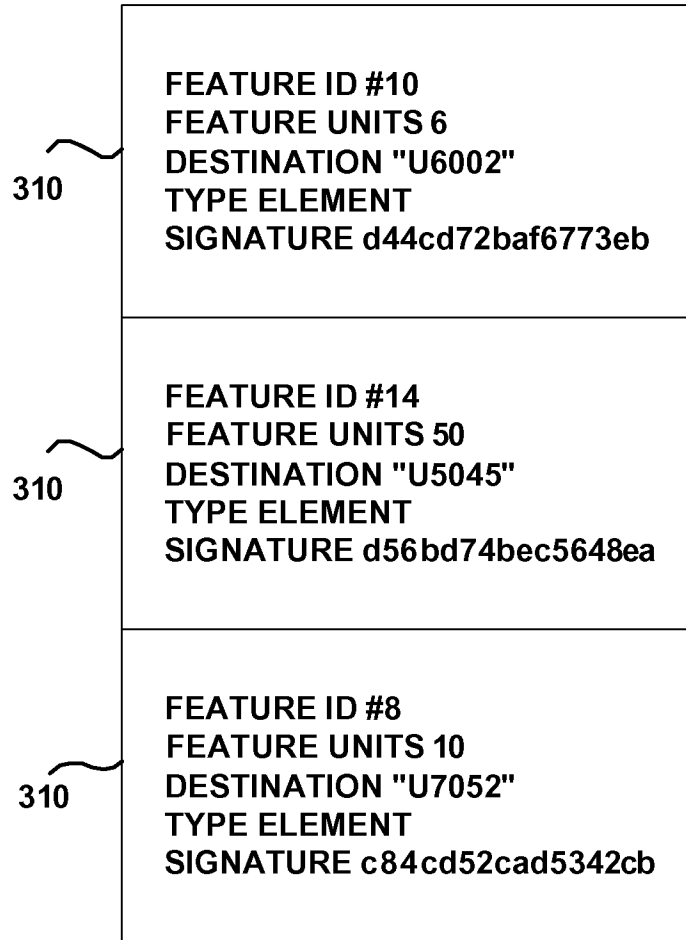 FEATURE ID #10
FEATURE UNITS 6
DESTINATION "U6002"
TYPE ELEMENT
SIGNATURE d44cd72baf6773eb
310
FEATURE ID #14
FEATURE UNITS 50
DESTINATION "U5045"
TYPE ELEMENT
SIGNATURE d56bd74bec5648ea
310
FEATURE ID #8
FEATURE UNITS 10
DESTINATION "U7052"
TYPE ELEMENT
SIGNATURE c84cd52cad5342cb
310